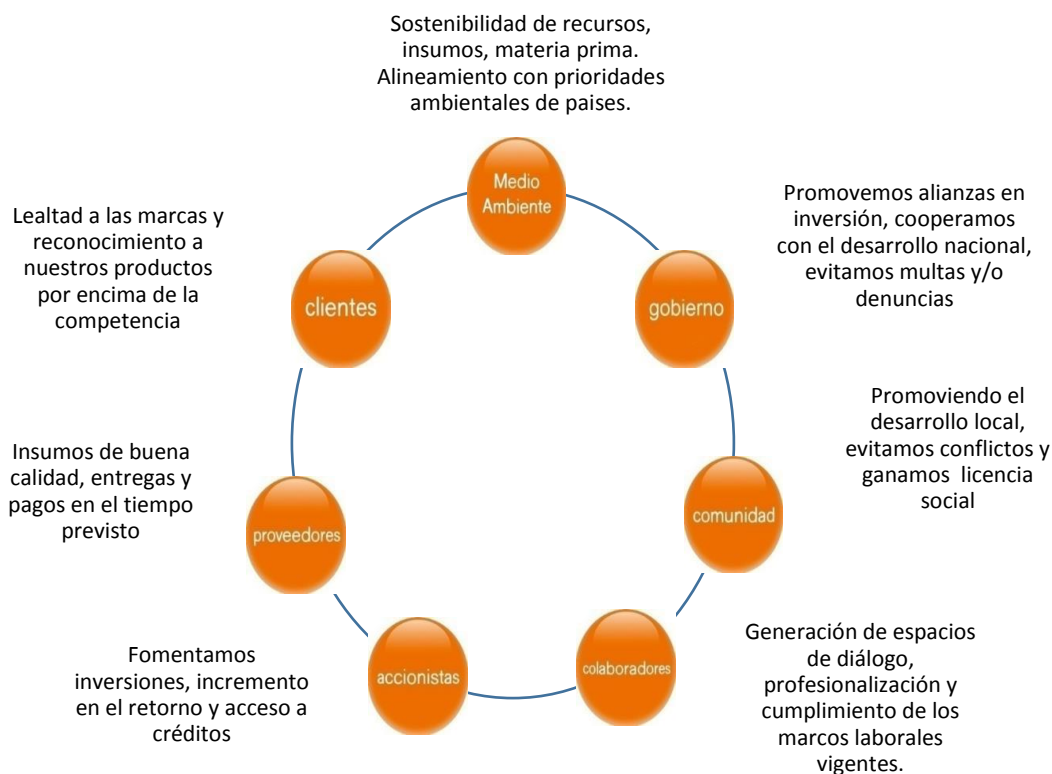 Sostenibilidad de recursos,
insumos, materia prima.
Alineamiento con prioridades
ambientales de paises.
Medio
Ambiente
Promovemos alianzas en
inversión, cooperamos
con el desarrollo nacional,
evitamos multas y/o
denuncias
gobierno
Promoviendo el
desarrollo local,
evitamos conflictos y
ganamos licencia
social
comunidad
Generación de espacios
de diálogo,
profesionalización y
cumplimiento de los
marcos laborales
vigentes.
colaboradores
Fomentamos
inversiones, incremento
en el retorno y acceso a
créditos
accionistas
Insumos de buena
calidad, entregas y
pagos en el tiempo
previsto
proveedores
Lealtad a las marcas y
reconocimiento a
nuestros productos
por encima de la
competencia
clientes